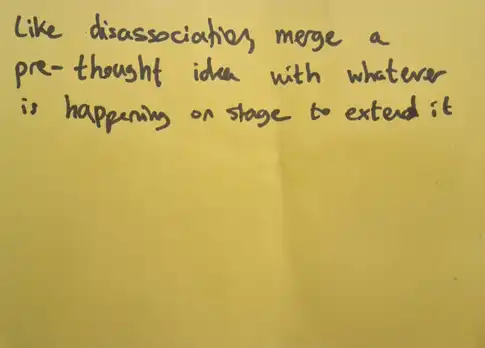 Like disassociation, merge a
pre-thought idea with whatever
is happening on stage to extend it